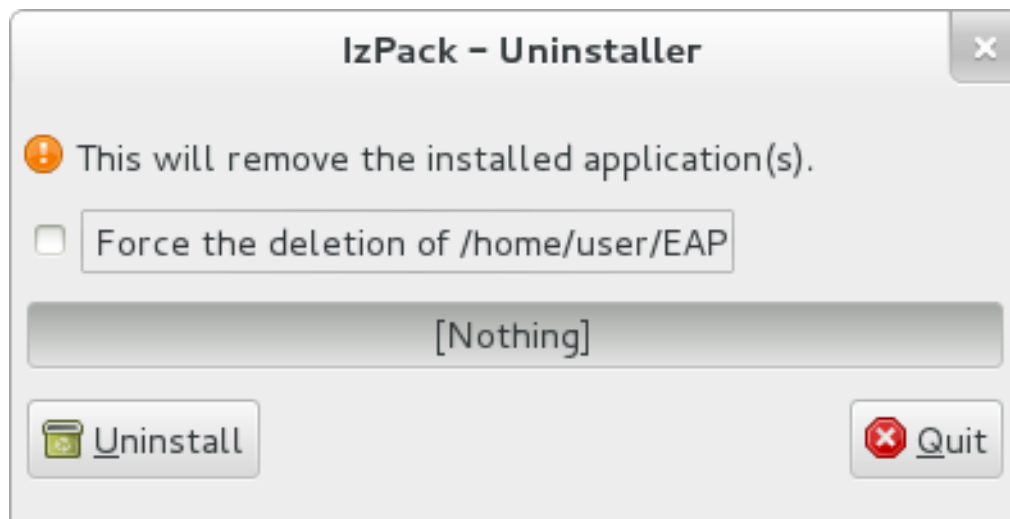 IzPack - Uninstaller
This will remove the installed application(s).
Force the deletion of /home/user/EAP
[Nothing]
Uninstall
Quit